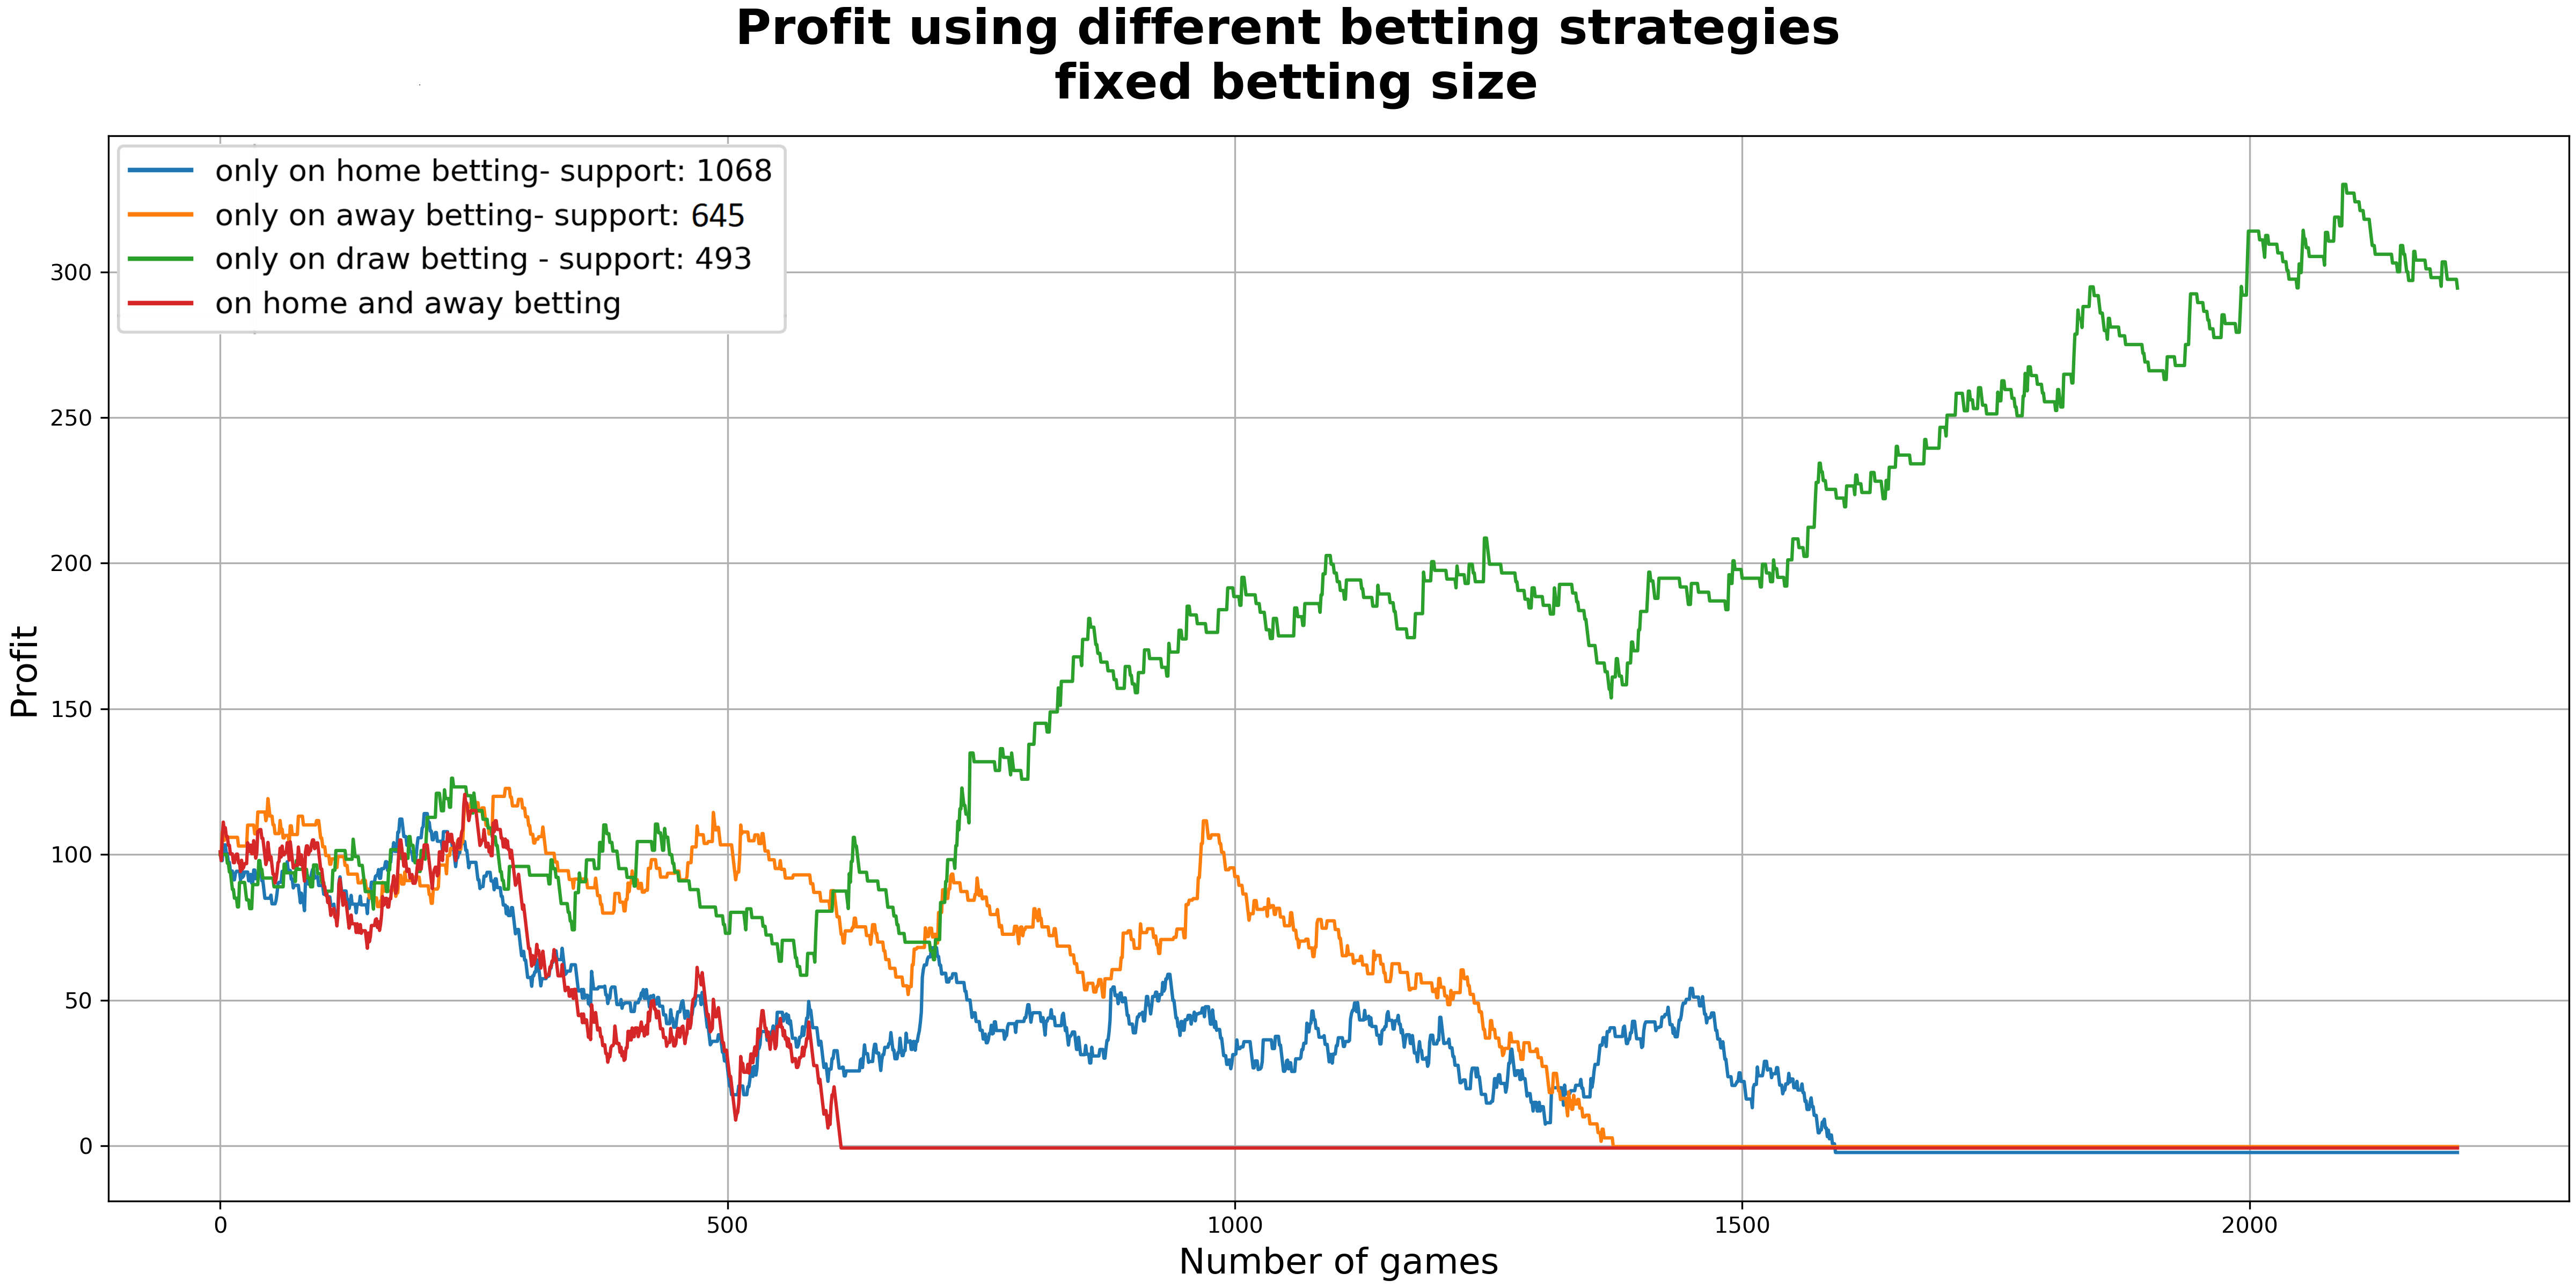 Profit using different betting strategies
fixed betting size
only on home betting- support: 1068
only on away betting- support: 645
only on draw betting - support: 493
on home and away betting
300
250
200
150
100
50
0
Profit
0 500 1000 1500 2000
Number of games